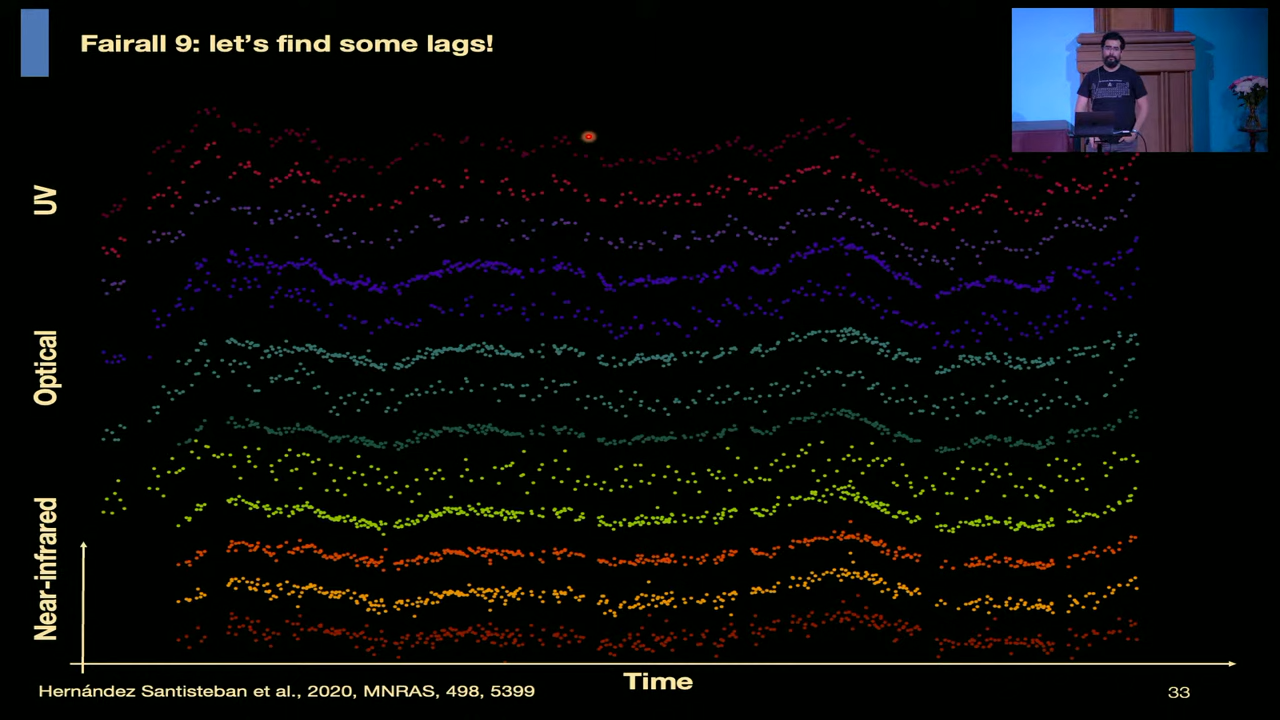 Fairall 9: let's find some lags!
UV
Optical
Near-infrared
Time
Hernández Santisteban et al., 2020, MNRAS, 498, 5399
33